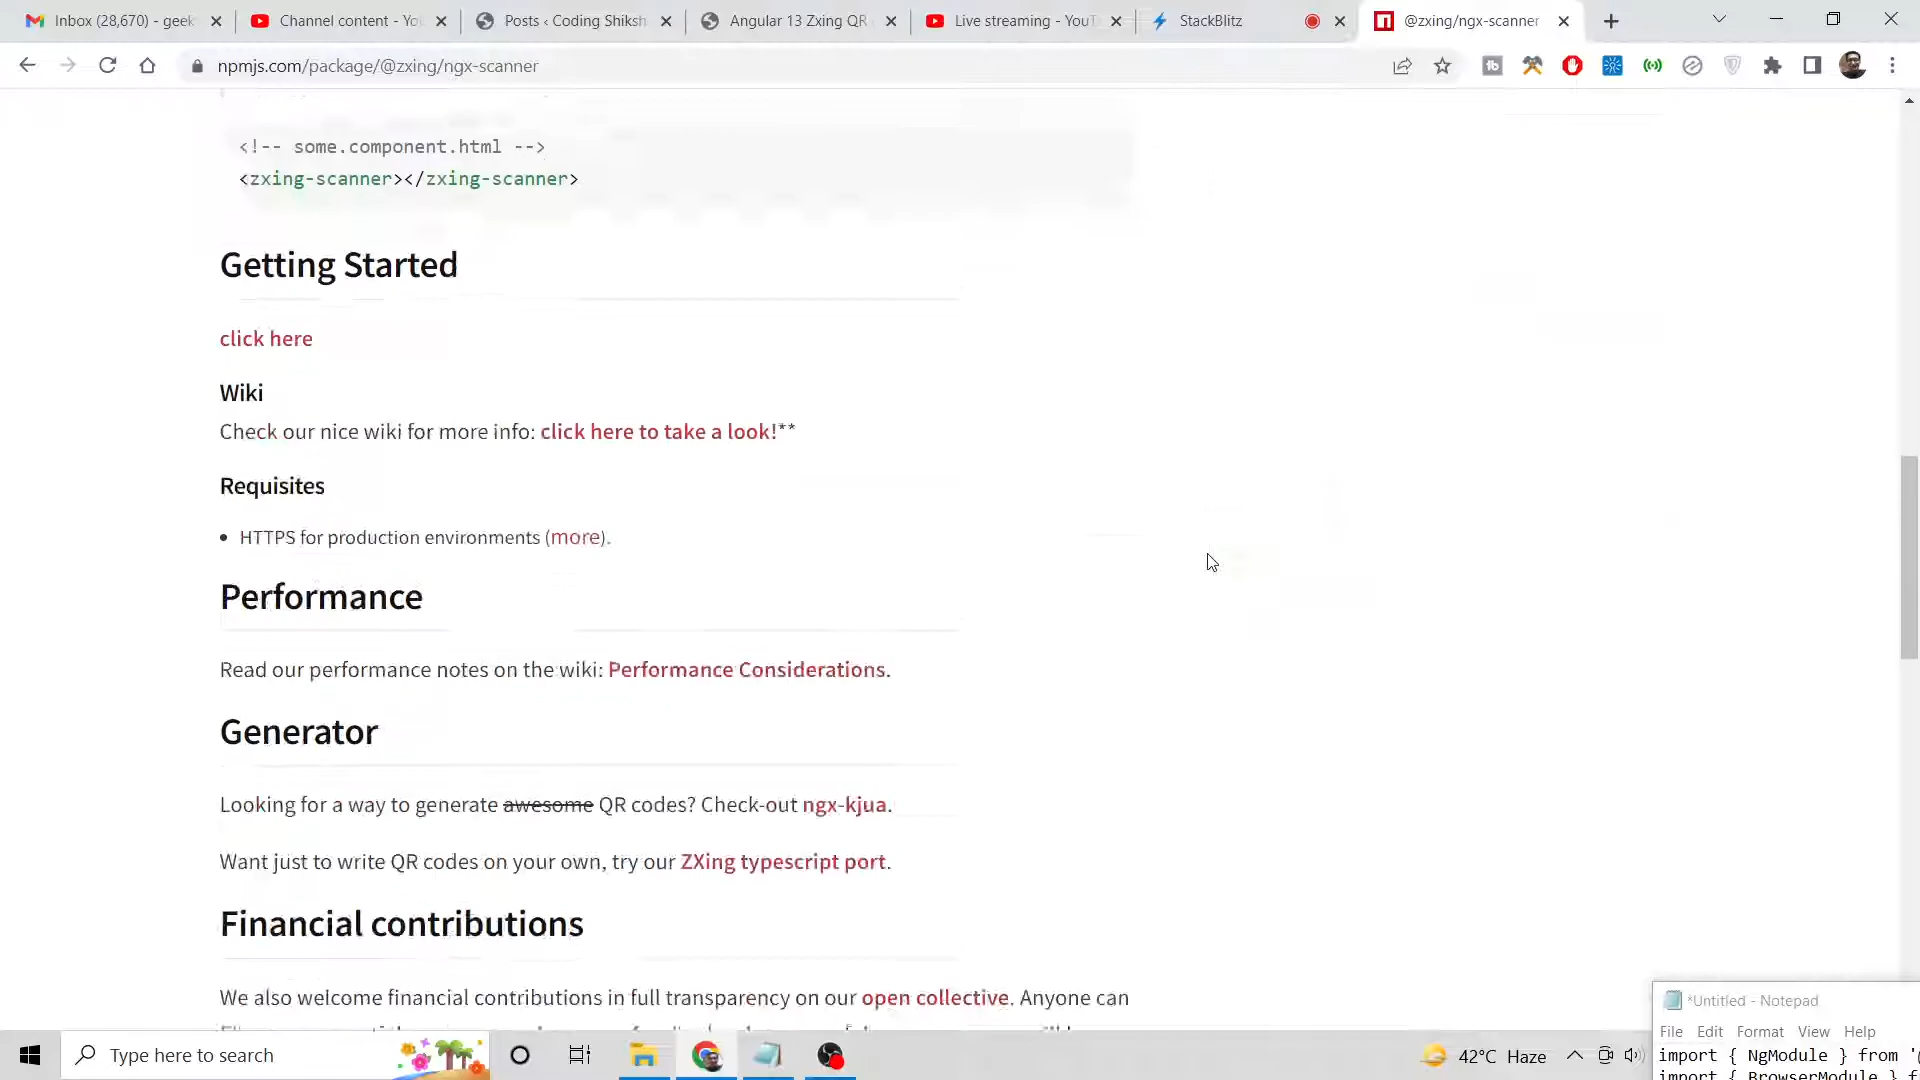 Inbox (28,670) - geek
Channel content - You
Posts ‹ Coding Shiksh
Angular 13 Zxing QR
Live streaming - YouT
StackBlitz
@zxing/ngx-scanner
npmjs.com/package/@zxing/ngx-scanner
<!-- some.component.html -->
<zxing-scanner></zxing-scanner>
Getting Started
click here
Wiki
Check our nice wiki for more info: click here to take a look!**
Requisites
• HTTPS for production environments (more).
Performance
Read our performance notes on the wiki: Performance Considerations.
Generator
Looking for a way to generate awesome QR codes? Check-out ngx-kjua.
Want just to write QR codes on your own, try our ZXing typescript port.
Financial contributions
We also welcome financial contributions in full transparency on our open collective. Anyone can
*Untitled - Notepad
File Edit Format View Help
import { NgModule } from '
import { BrowserModule } f
Type here to search
42°C Haze